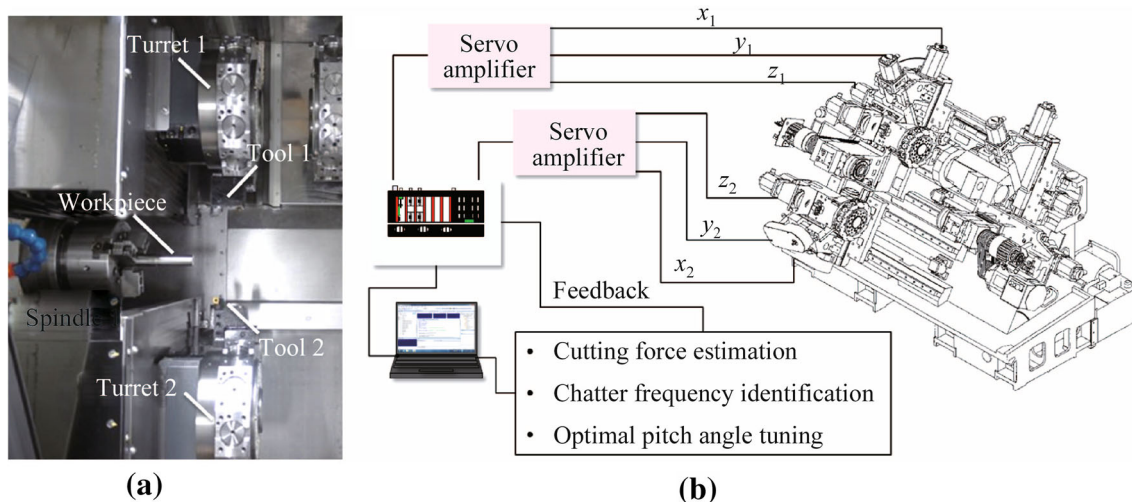 Turret 1
Tool 1
Workpiece
Spindle
Tool 2
Turret 2
(a)
Servo
amplifier
x1
y1
z1
Servo
amplifier
z2
y2
x2
Feedback
• Cutting force estimation
• Chatter frequency identification
• Optimal pitch angle tuning
(b)